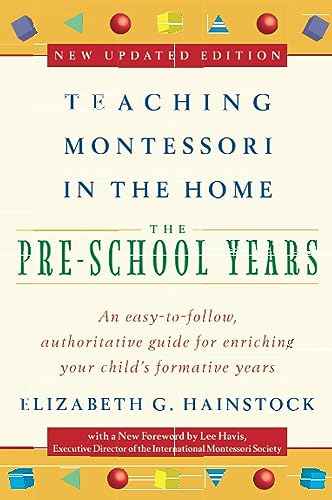 NEW UPDATED EDITION
TEACHING
MONTESSORI
IN THE HOME
THE
PRE-SCHOOL YEARS
An easy-to-follow,
authoritative guide for enriching
your child's formative years
ELIZABETH G. HAINSTOCK
with a New Foreword by Lee Havis,
Executive Director of the International Montessori Society